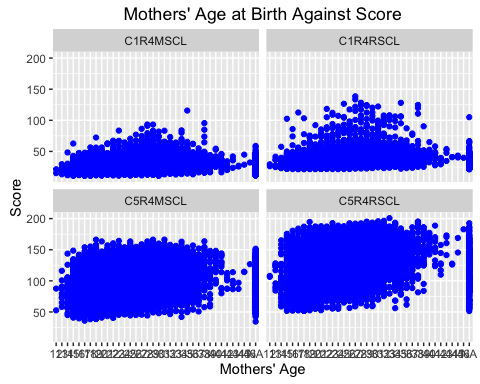 Mothers' Age at Birth Against Score
C1R4MSCL C1R4RSCL
200
150
100
50
C5R4MSCL C5R4RSCL
200
150
100
50
Score
Mothers' Age